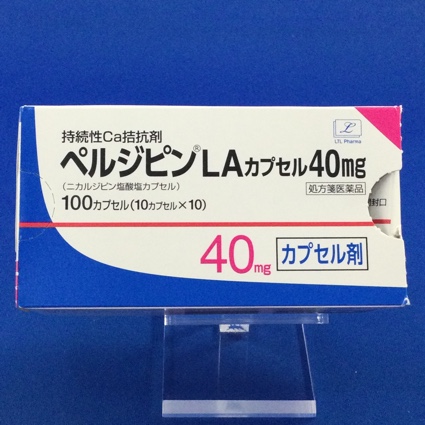 持続性Ca拮抗剤
LTL Pharma
ペルジピン®LAカプセル40mg
(ニカルジピン塩酸塩カプセル)
処方箋医薬品
100カプセル(10カプセル×10)
開封口
40mg
カプセル剤